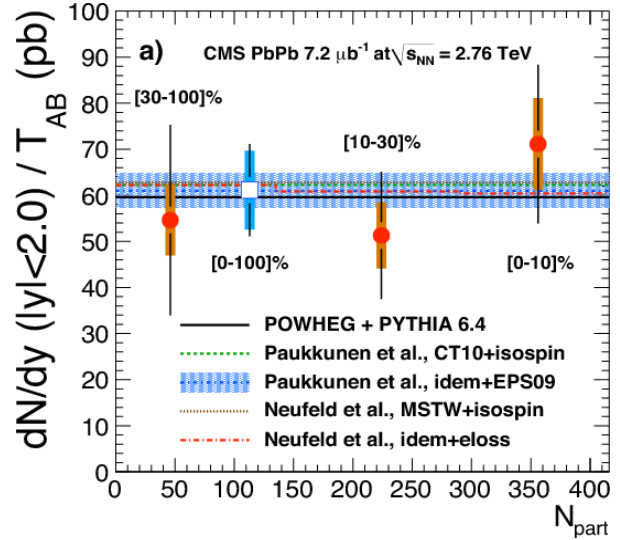 a) CMS PbPb 7.2 μb⁻¹ at √s_NN = 2.76 TeV
[30-100]%
[10-30]%
[0-100]%
[0-10]%
POWHEG + PYTHIA 6.4
Paukkunen et al., CT10+isospin
Paukkunen et al., idem+EPS09
Neufeld et al., MSTW+isospin
Neufeld et al., idem+eloss
dN/dy (|y|<2.0) / T_AB (pb)
100
90
80
70
60
50
40
30
20
10
0
0 50 100 150 200 250 300 350 400
N_part